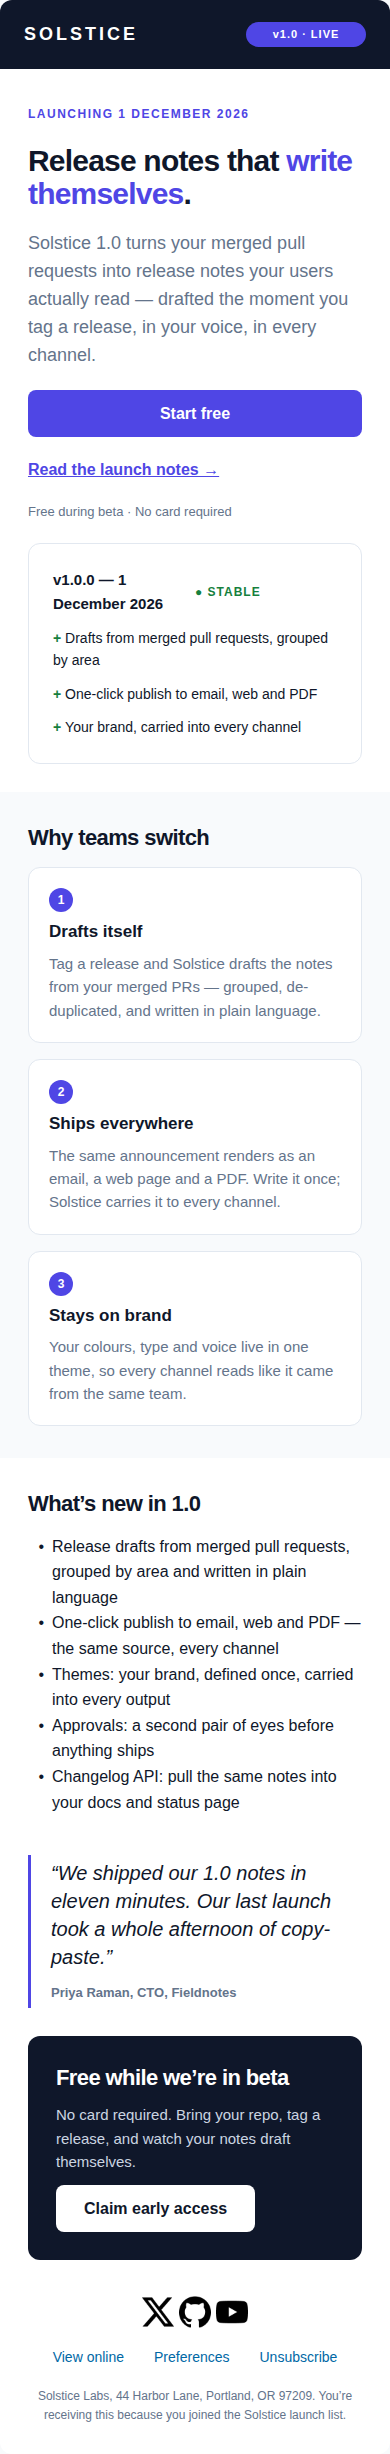 SOLSTICE
v1.0 · LIVE
LAUNCHING 1 DECEMBER 2026
Release notes that write
themselves.
Solstice 1.0 turns your merged pull
requests into release notes your users
actually read — drafted the moment you
tag a release, in your voice, in every
channel.
Start free
Read the launch notes →
Free during beta · No card required
v1.0.0 — 1
December 2026
● STABLE
+ Drafts from merged pull requests, grouped
by area
+ One-click publish to email, web and PDF
+ Your brand, carried into every channel
Why teams switch
1
Drafts itself
Tag a release and Solstice drafts the notes
from your merged PRs — grouped, de-
duplicated, and written in plain language.
2
Ships everywhere
The same announcement renders as an
email, a web page and a PDF. Write it once;
Solstice carries it to every channel.
3
Stays on brand
Your colours, type and voice live in one
theme, so every channel reads like it came
from the same team.
What’s new in 1.0
• Release drafts from merged pull requests,
grouped by area and written in plain
language
• One-click publish to email, web and PDF —
the same source, every channel
• Themes: your brand, defined once, carried
into every output
• Approvals: a second pair of eyes before
anything ships
• Changelog API: pull the same notes into
your docs and status page
“We shipped our 1.0 notes in
eleven minutes. Our last launch
took a whole afternoon of copy-
paste.”
Priya Raman, CTO, Fieldnotes
Free while we’re in beta
No card required. Bring your repo, tag a
release, and watch your notes draft
themselves.
Claim early access
View online Preferences Unsubscribe
Solstice Labs, 44 Harbor Lane, Portland, OR 97209. You’re
receiving this because you joined the Solstice launch list.